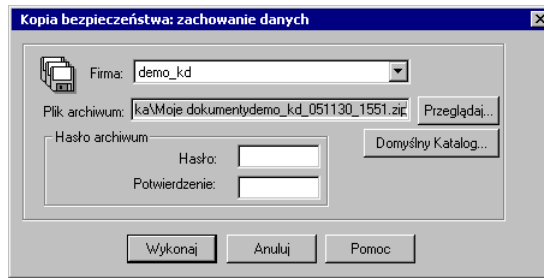 Kopia bezpieczeństwa: zachowanie danych
Firma: demo_kd
Plik archiwum: ka\Moje dokumentydemo_kd_051130_1551.zip Przeglądaj...
Hasło archiwum
Domyślny Katalog...
Hasło:
Potwierdzenie:
Wykonaj Anuluj Pomoc